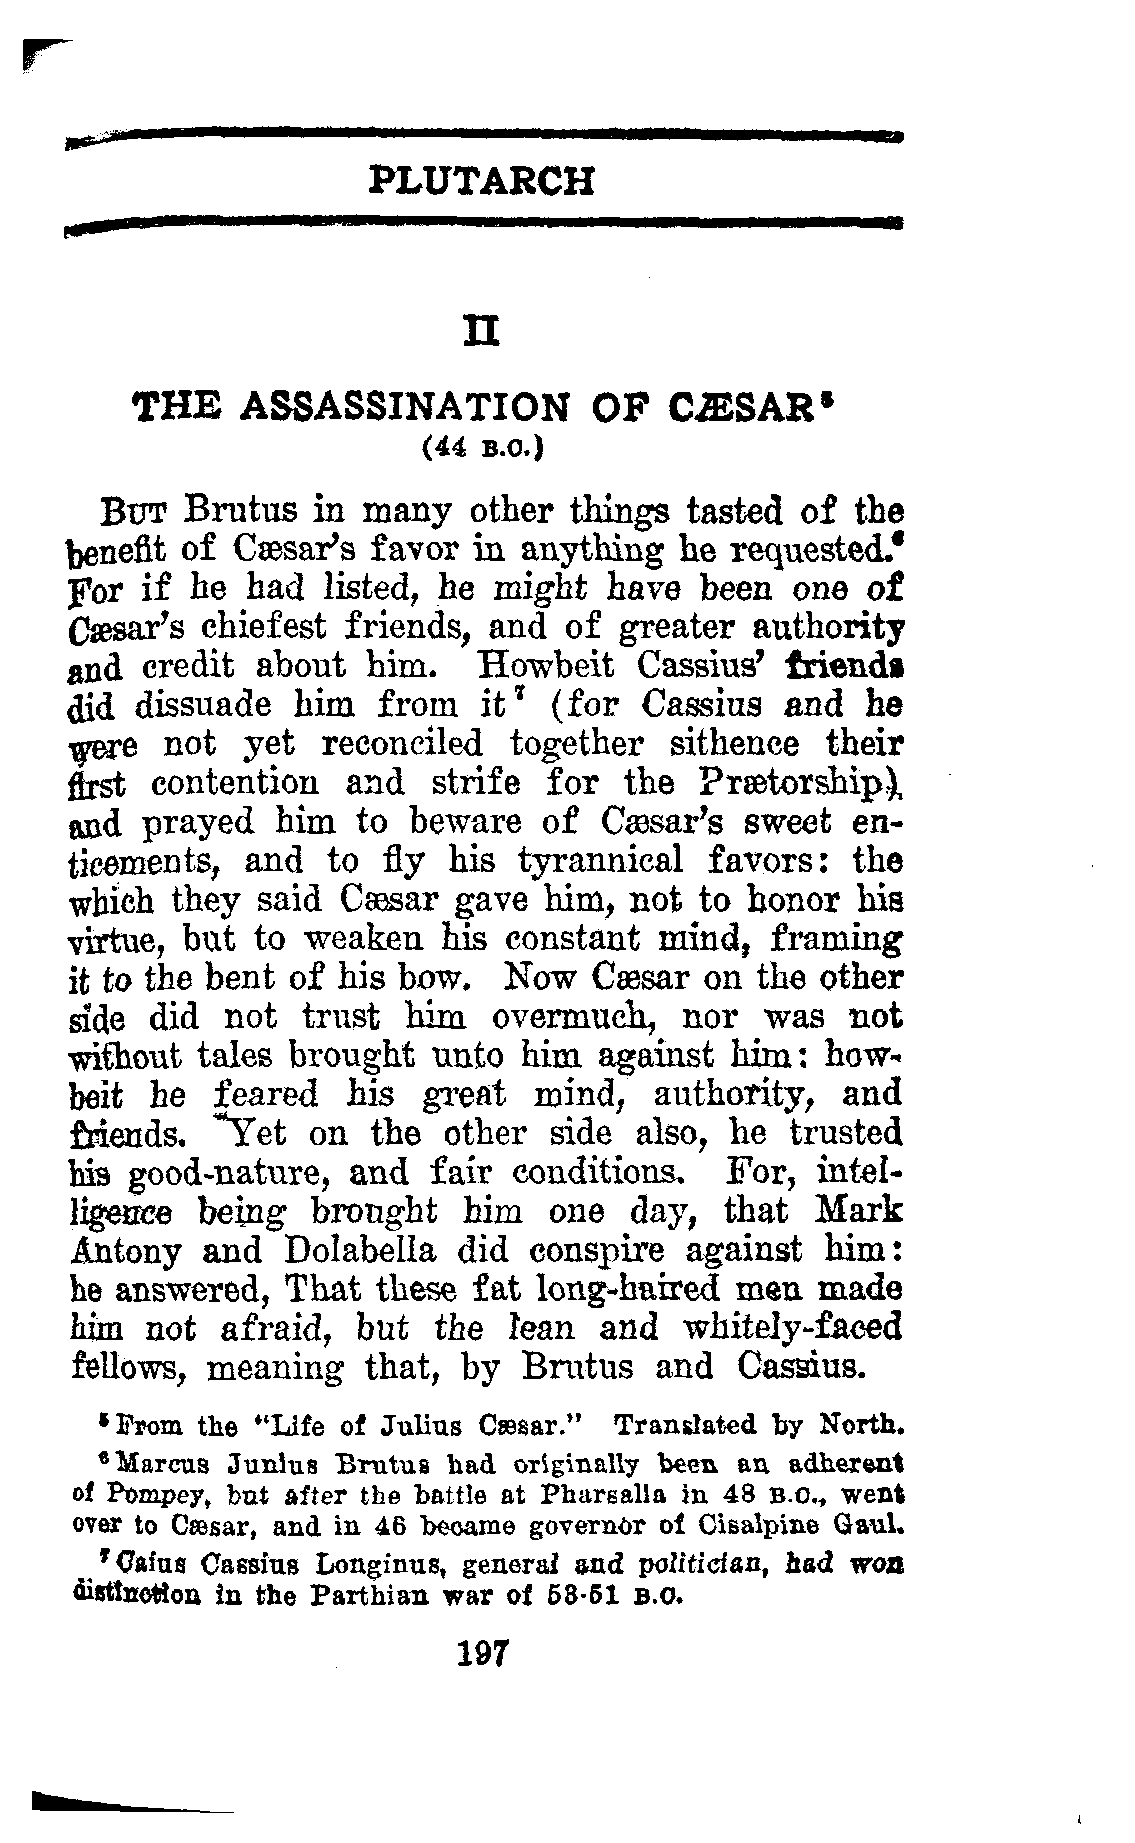 PLUTARCH
II
THE ASSASSINATION OF CÆSAR⁵
(44 B.C.)
BUT Brutus in many other things tasted of the
benefit of Cæsar's favor in anything he requested.⁶
For if he had listed, he might have been one of
Cæsar's chiefest friends, and of greater authority
and credit about him. Howbeit Cassius' friends
did dissuade him from it⁷ (for Cassius and he
were not yet reconciled together sithence their
first contention and strife for the Prætorship),
and prayed him to beware of Cæsar's sweet en-
ticements, and to fly his tyrannical favors: the
which they said Cæsar gave him, not to honor his
virtue, but to weaken his constant mind, framing
it to the bent of his bow. Now Cæsar on the other
side did not trust him overmuch, nor was not
without tales brought unto him against him: how-
beit he feared his great mind, authority, and
friends. Yet on the other side also, he trusted
his good-nature, and fair conditions. For, intel-
ligence being brought him one day, that Mark
Antony and Dolabella did conspire against him:
he answered, That these fat long-haired men made
him not afraid, but the lean and whitely-faced
fellows, meaning that, by Brutus and Cassius.
⁵ From the "Life of Julius Cæsar." Translated by North.
⁶ Marcus Junius Brutus had originally been an adherent
of Pompey, but after the battle at Pharsalia in 48 B.C., went
over to Cæsar, and in 46 became governor of Cisalpine Gaul.
⁷ Caius Cassius Longinus, general and politician, had won
distinction in the Parthian war of 53-51 B.C.
197